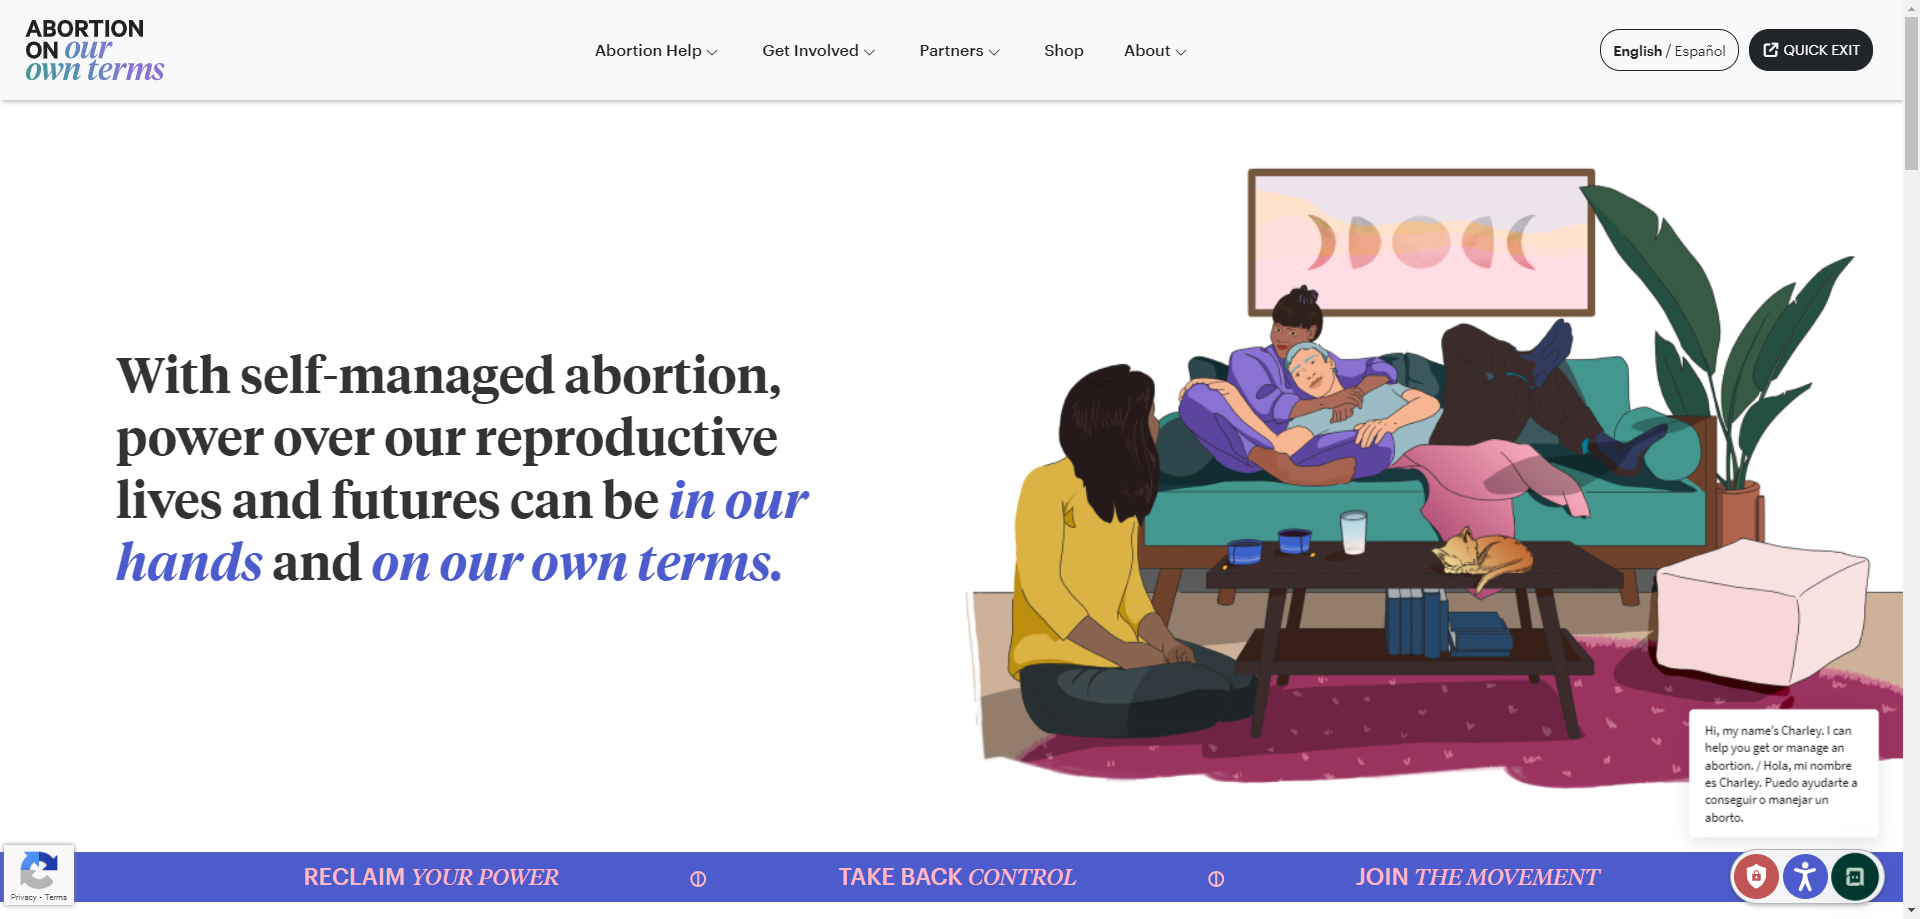 ABORTION
ON our
own terms
Abortion Help
Get Involved
Partners
Shop
About
English / Español
QUICK EXIT
With self-managed abortion,
power over our reproductive
lives and futures can be in our
hands and on our own terms.
Hi, my name's Charley. I can
help you get or manage an
abortion. / Hola, mi nombre
es Charley. Puedo ayudarte a
conseguir o manejar un
aborto.
RECLAIM YOUR POWER
TAKE BACK CONTROL
JOIN THE MOVEMENT
Privacy - Terms